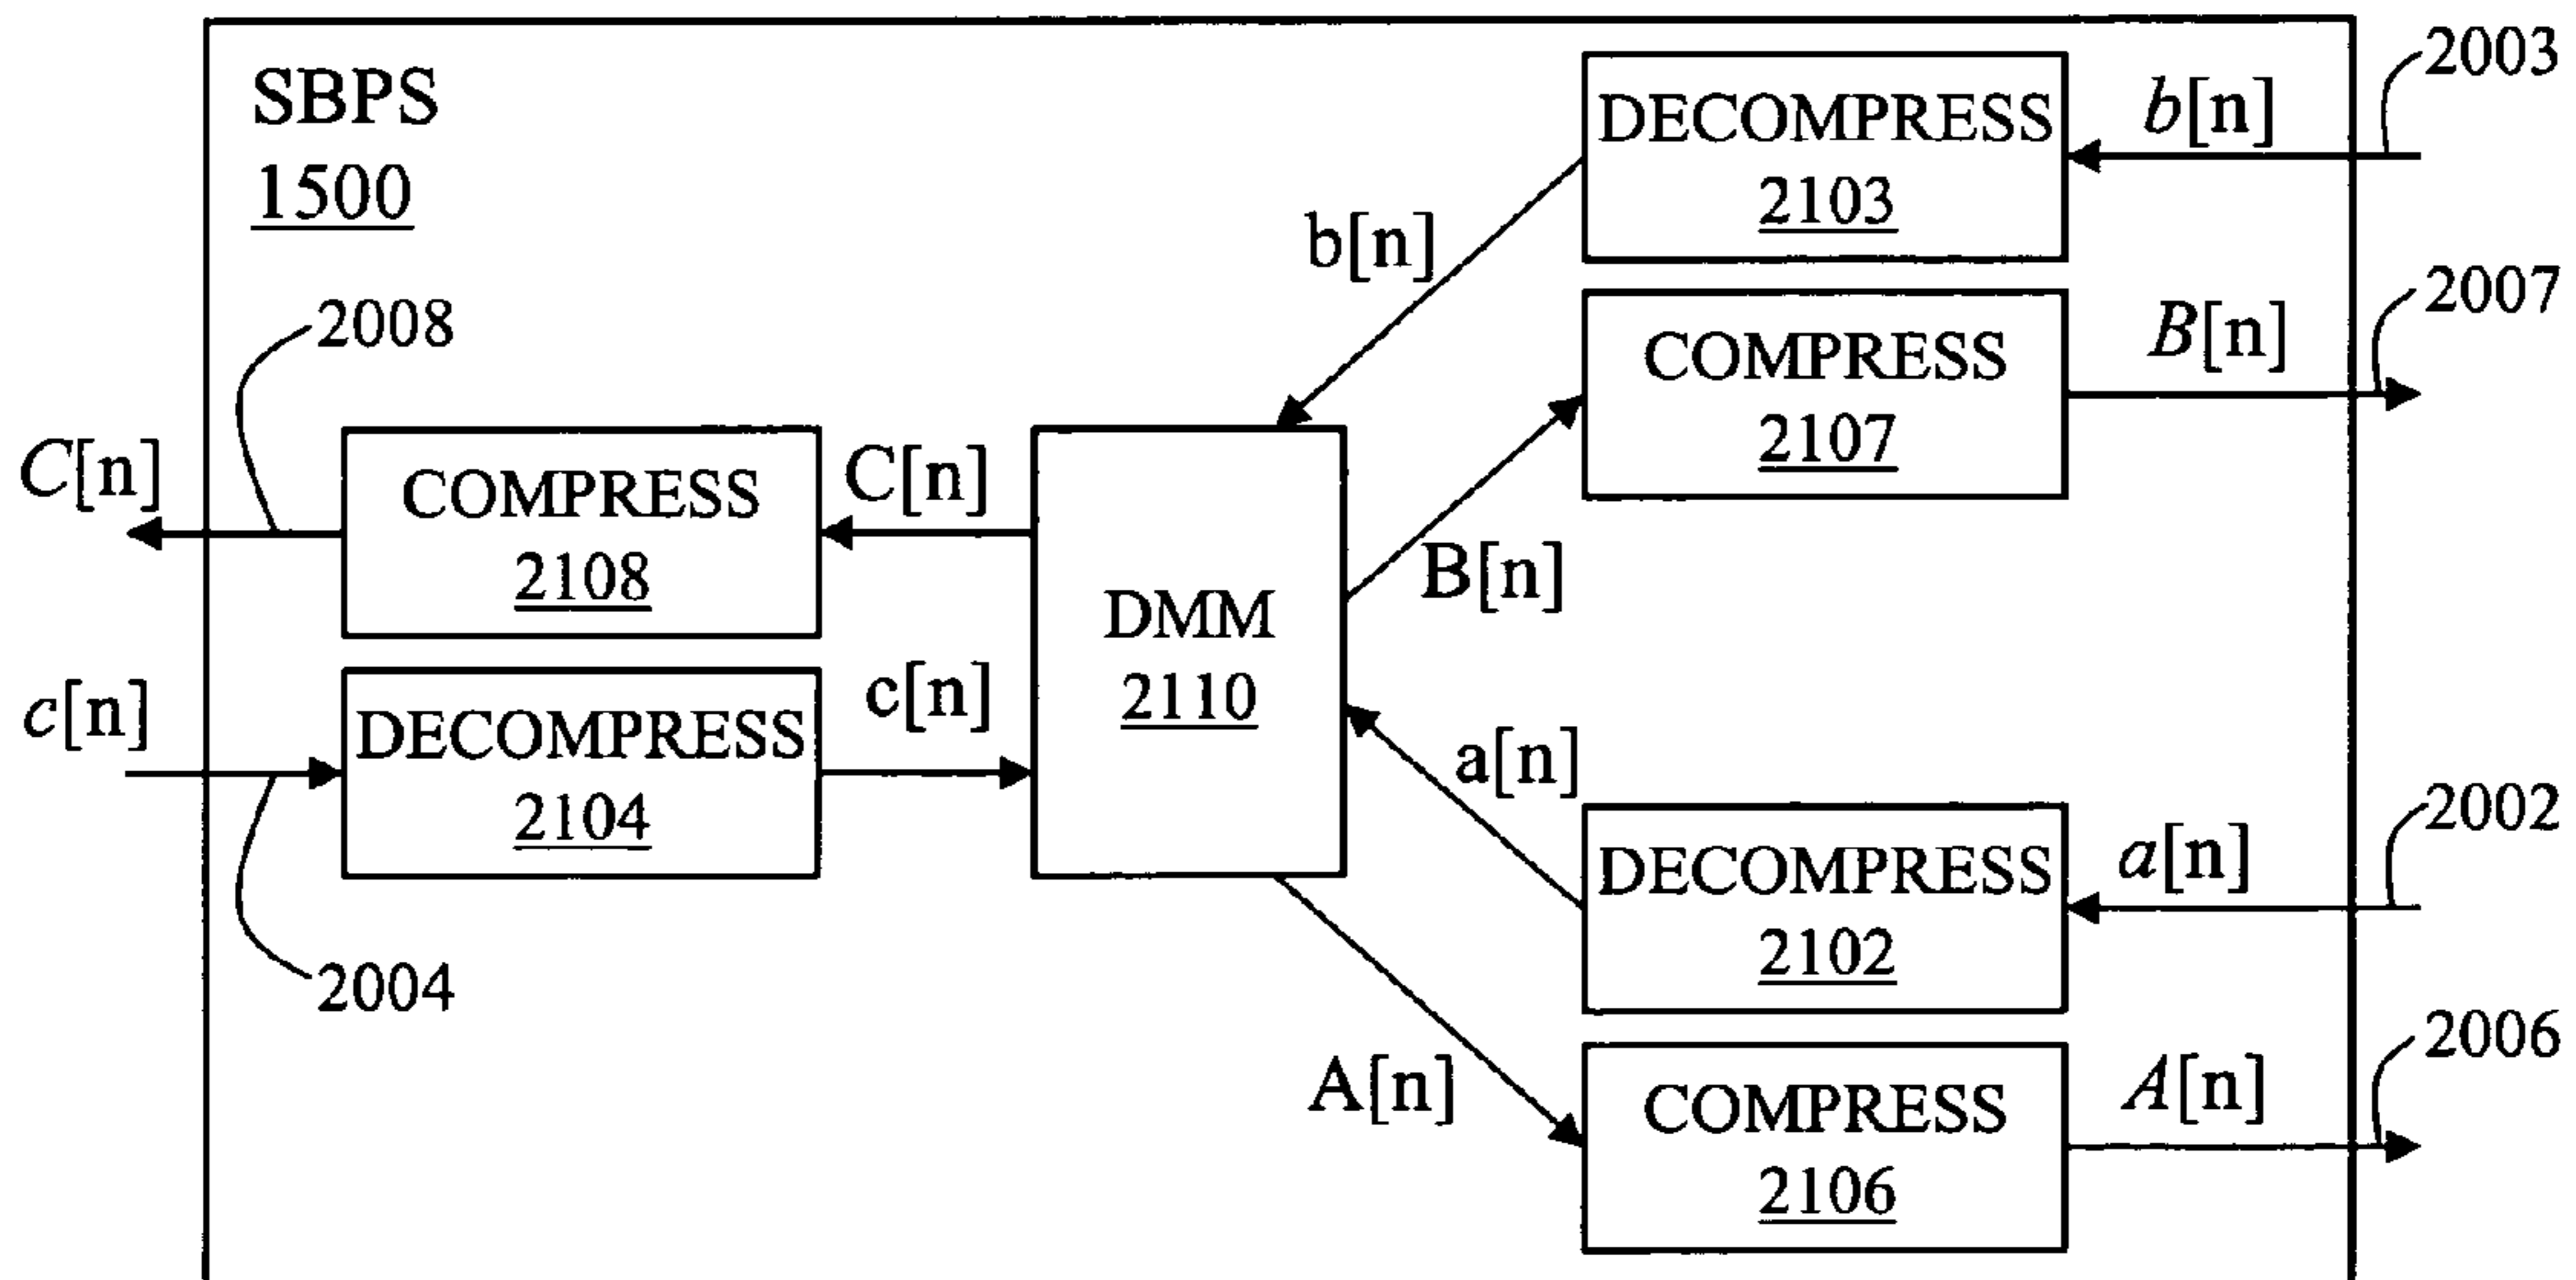 SBPS
1500
DECOMPRESS
2103
b[n]
2003
b[n]
COMPRESS
2107
B[n]
2007
B[n]
2008
C[n]
COMPRESS
2108
C[n]
DMM
2110
c[n]
DECOMPRESS
2104
c[n]
2004
a[n]
DECOMPRESS
2102
a[n]
2002
A[n]
COMPRESS
2106
A[n]
2006